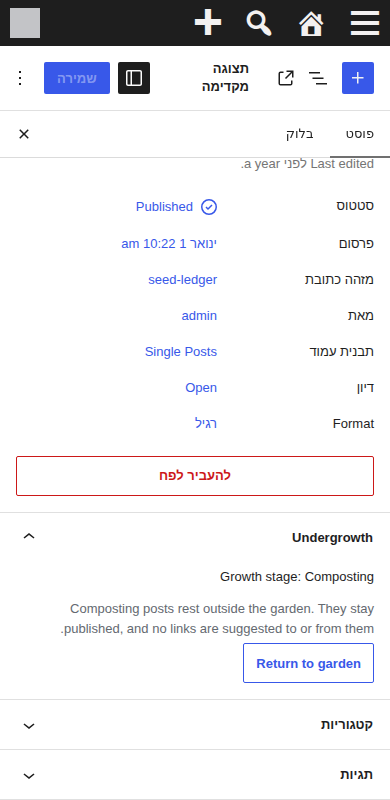 תצוגה
מקדימה
שמירה
פוסט
בלוק
Last edited לפני a year.
סטטוס
Published
פרסום
ינואר 1 10:22 am
מזהה כתובת
seed-ledger
מאת
admin
תבנית עמוד
Single Posts
דיון
Open
Format
רגיל
להעביר לפח
Undergrowth
Growth stage: Composting
Composting posts rest outside the garden. They stay
published, and no links are suggested to or from them.
Return to garden
קטגוריות
תגיות